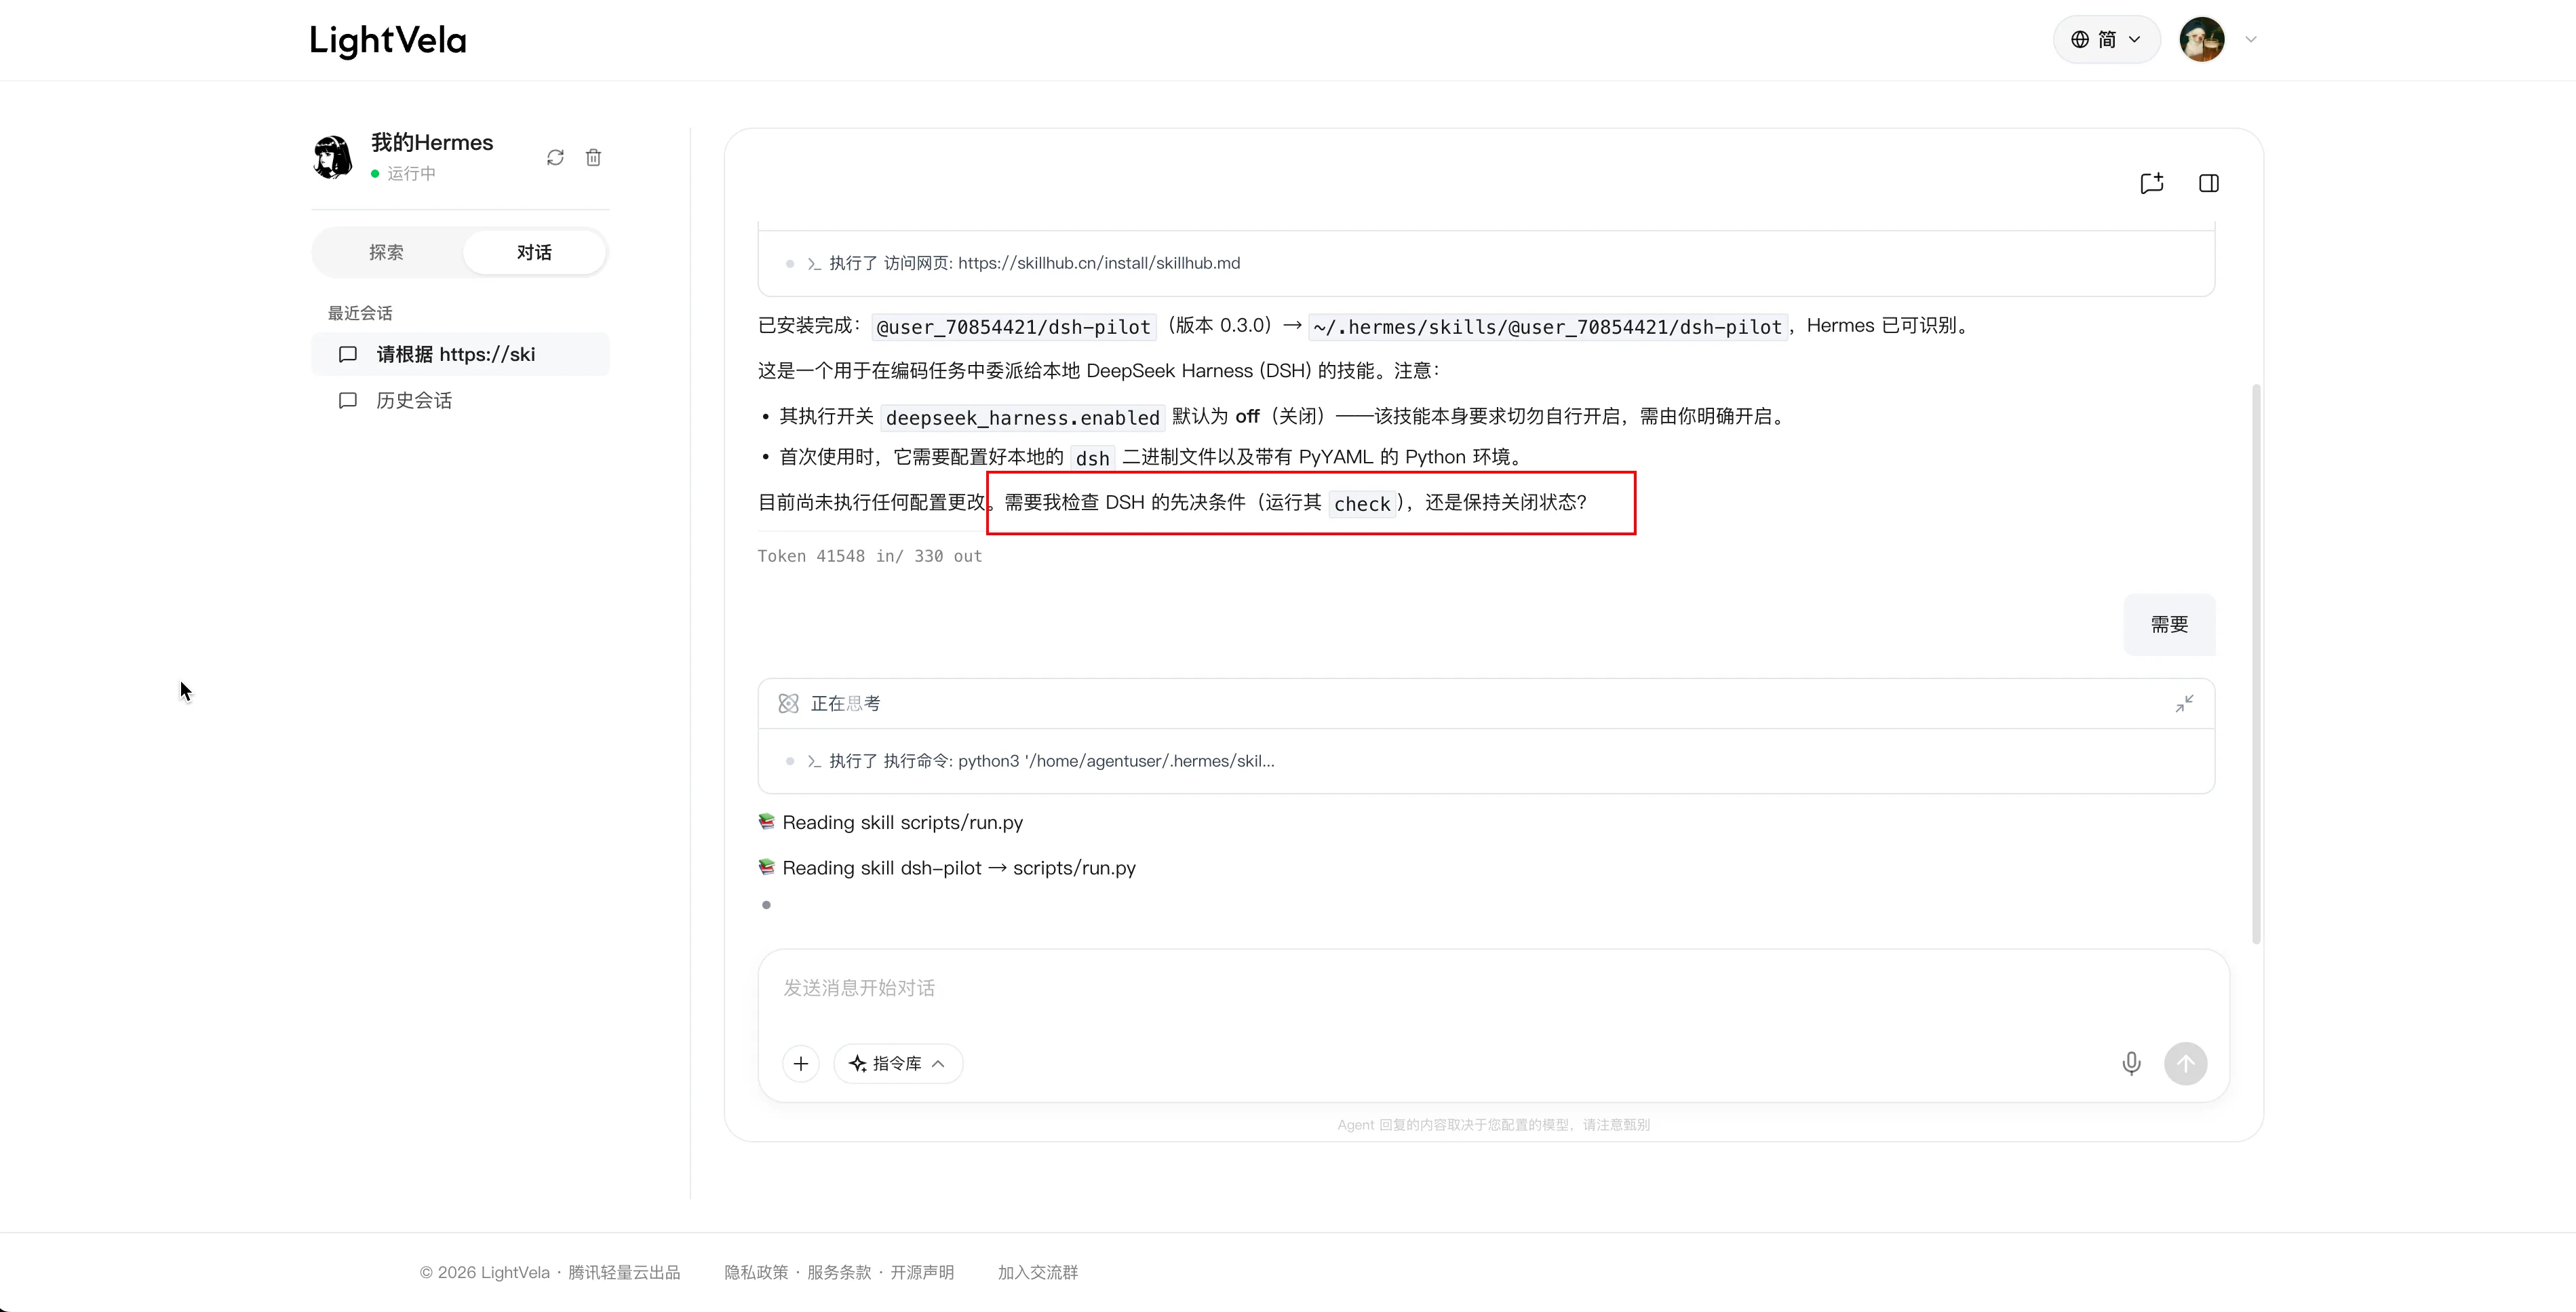 LightVela
简
我的Hermes
运行中
探索
对话
最近会话
请根据 https://ski
历史会话
执行了 访问网页: https://skillhub.cn/install/skillhub.md
已安装完成：@user_70854421/dsh-pilot（版本 0.3.0）→ ~/.hermes/skills/@user_70854421/dsh-pilot，Hermes 已可识别。
这是一个用于在编码任务中委派给本地 DeepSeek Harness (DSH) 的技能。注意：
• 其执行开关 deepseek_harness.enabled 默认为 off（关闭）——该技能本身要求切勿自行开启，需由你明确开启。
• 首次使用时，它需要配置好本地的 dsh 二进制文件以及带有 PyYAML 的 Python 环境。
目前尚未执行任何配置更改。需要我检查 DSH 的先决条件（运行其 check），还是保持关闭状态？
Token 41548 in/ 330 out
需要
正在思考
执行了 执行命令: python3 '/home/agentuser/.hermes/skil...
Reading skill scripts/run.py
Reading skill dsh-pilot → scripts/run.py
发送消息开始对话
指令库
Agent 回复的内容取决于您配置的模型，请注意甄别
© 2026 LightVela · 腾讯轻量云出品 隐私政策 · 服务条款 · 开源声明 加入交流群